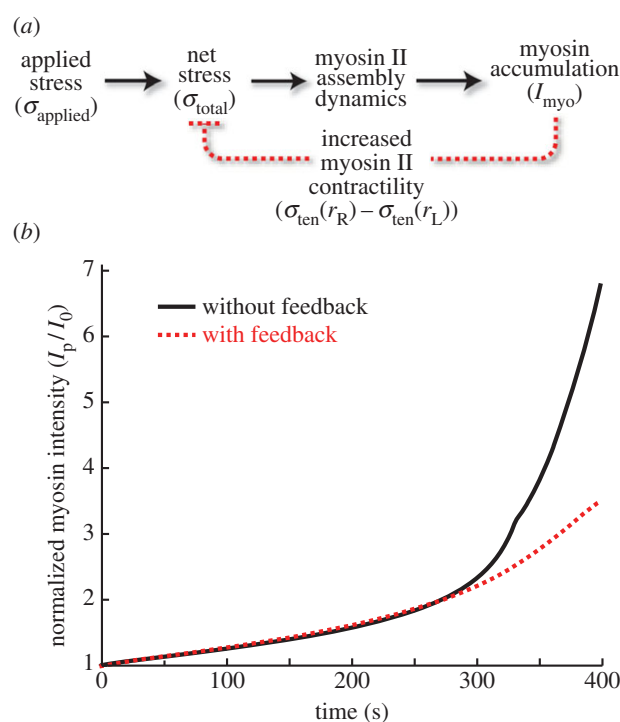 (a)
applied
stress
(σapplied)
net
stress
(σtotal)
myosin II
assembly
dynamics
myosin
accumulation
(Imyo)
increased
myosin II
contractility
(σten(rR) – σten(rL))
(b)
normalized myosin intensity (Ip/I0)
7
6
5
4
3
2
1
without feedback
with feedback
0
100
200
300
400
time (s)